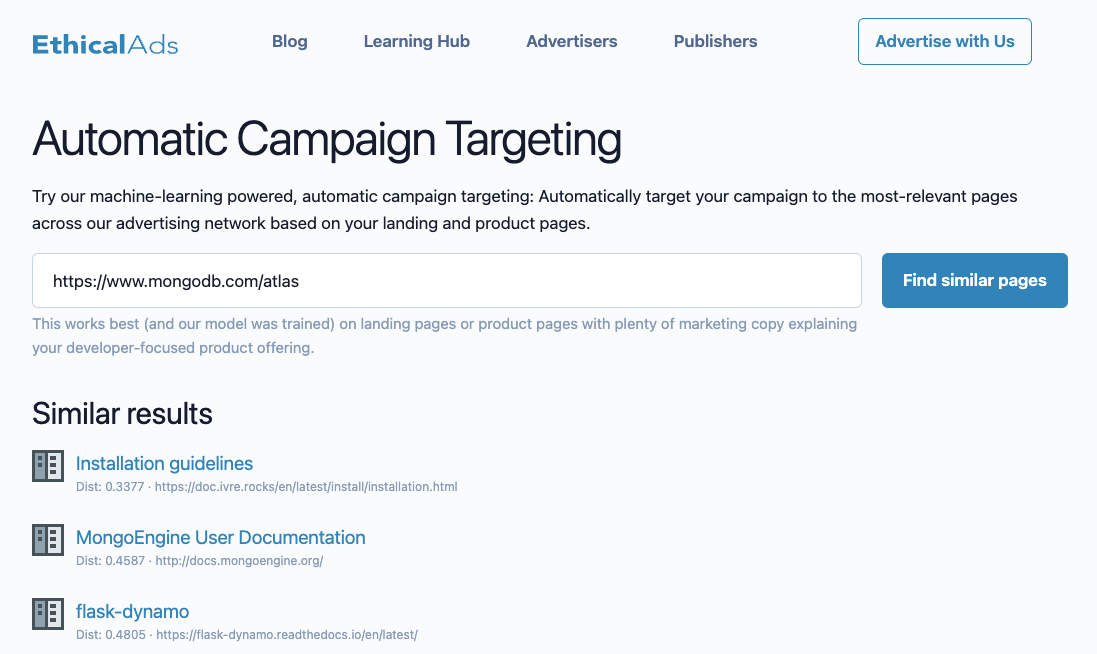 EthicalAds
Blog
Learning Hub
Advertisers
Publishers
Advertise with Us
Automatic Campaign Targeting
Try our machine-learning powered, automatic campaign targeting: Automatically target your campaign to the most-relevant pages
across our advertising network based on your landing and product pages.
https://www.mongodb.com/atlas
Find similar pages
This works best (and our model was trained) on landing pages or product pages with plenty of marketing copy explaining
your developer-focused product offering.
Similar results
Installation guidelines
Dist: 0.3377 · https://doc.ivre.rocks/en/latest/install/installation.html
MongoEngine User Documentation
Dist: 0.4587 · http://docs.mongoengine.org/
flask-dynamo
Dist: 0.4805 · https://flask-dynamo.readthedocs.io/en/latest/